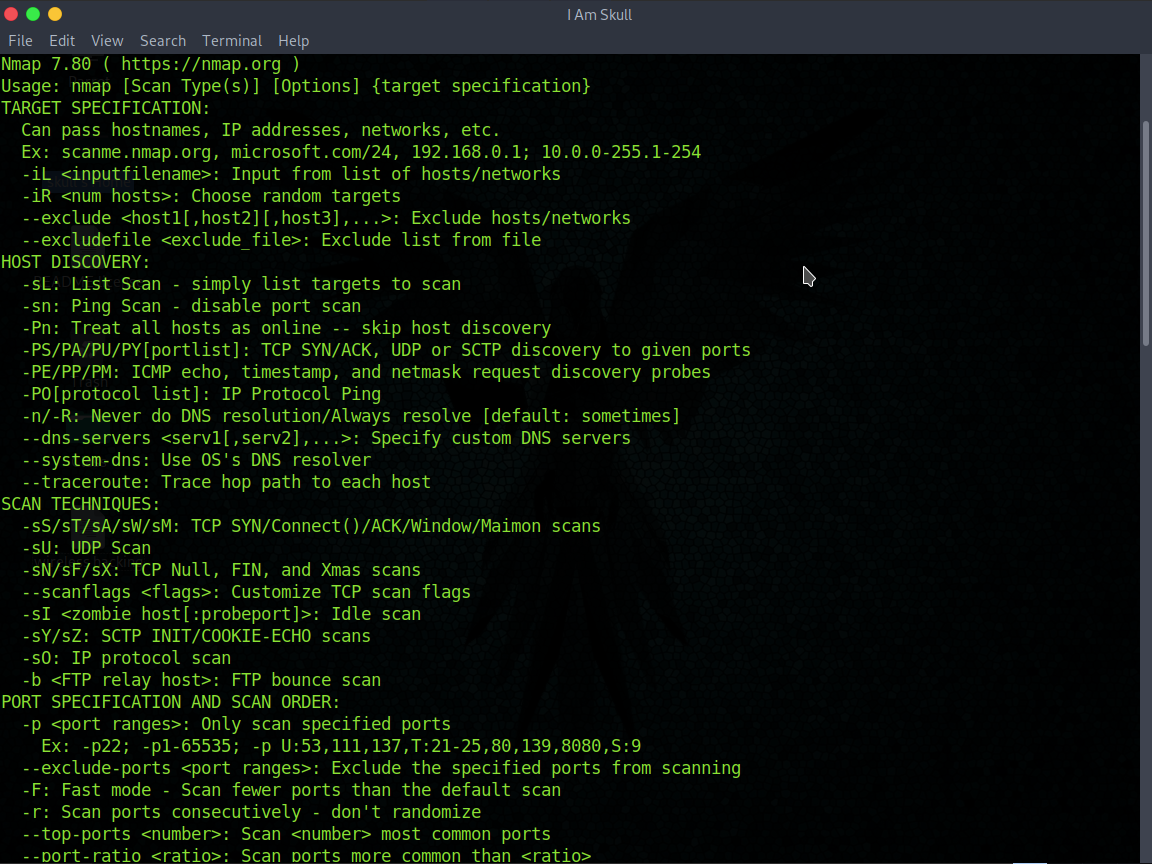 I Am Skull
File Edit View Search Terminal Help
Nmap 7.80 ( https://nmap.org )
Usage: nmap [Scan Type(s)] [Options] {target specification}
TARGET SPECIFICATION:
  Can pass hostnames, IP addresses, networks, etc.
  Ex: scanme.nmap.org, microsoft.com/24, 192.168.0.1; 10.0.0-255.1-254
  -iL <inputfilename>: Input from list of hosts/networks
  -iR <num hosts>: Choose random targets
  --exclude <host1[,host2][,host3],...>: Exclude hosts/networks
  --excludefile <exclude_file>: Exclude list from file
HOST DISCOVERY:
  -sL: List Scan - simply list targets to scan
  -sn: Ping Scan - disable port scan
  -Pn: Treat all hosts as online -- skip host discovery
  -PS/PA/PU/PY[portlist]: TCP SYN/ACK, UDP or SCTP discovery to given ports
  -PE/PP/PM: ICMP echo, timestamp, and netmask request discovery probes
  -PO[protocol list]: IP Protocol Ping
  -n/-R: Never do DNS resolution/Always resolve [default: sometimes]
  --dns-servers <serv1[,serv2],...>: Specify custom DNS servers
  --system-dns: Use OS's DNS resolver
  --traceroute: Trace hop path to each host
SCAN TECHNIQUES:
  -sS/sT/sA/sW/sM: TCP SYN/Connect()/ACK/Window/Maimon scans
  -sU: UDP Scan
  -sN/sF/sX: TCP Null, FIN, and Xmas scans
  --scanflags <flags>: Customize TCP scan flags
  -sI <zombie host[:probeport]>: Idle scan
  -sY/sZ: SCTP INIT/COOKIE-ECHO scans
  -sO: IP protocol scan
  -b <FTP relay host>: FTP bounce scan
PORT SPECIFICATION AND SCAN ORDER:
  -p <port ranges>: Only scan specified ports
    Ex: -p22; -p1-65535; -p U:53,111,137,T:21-25,80,139,8080,S:9
  --exclude-ports <port ranges>: Exclude the specified ports from scanning
  -F: Fast mode - Scan fewer ports than the default scan
  -r: Scan ports consecutively - don't randomize
  --top-ports <number>: Scan <number> most common ports
  --port-ratio <ratio>: Scan ports more common than <ratio>